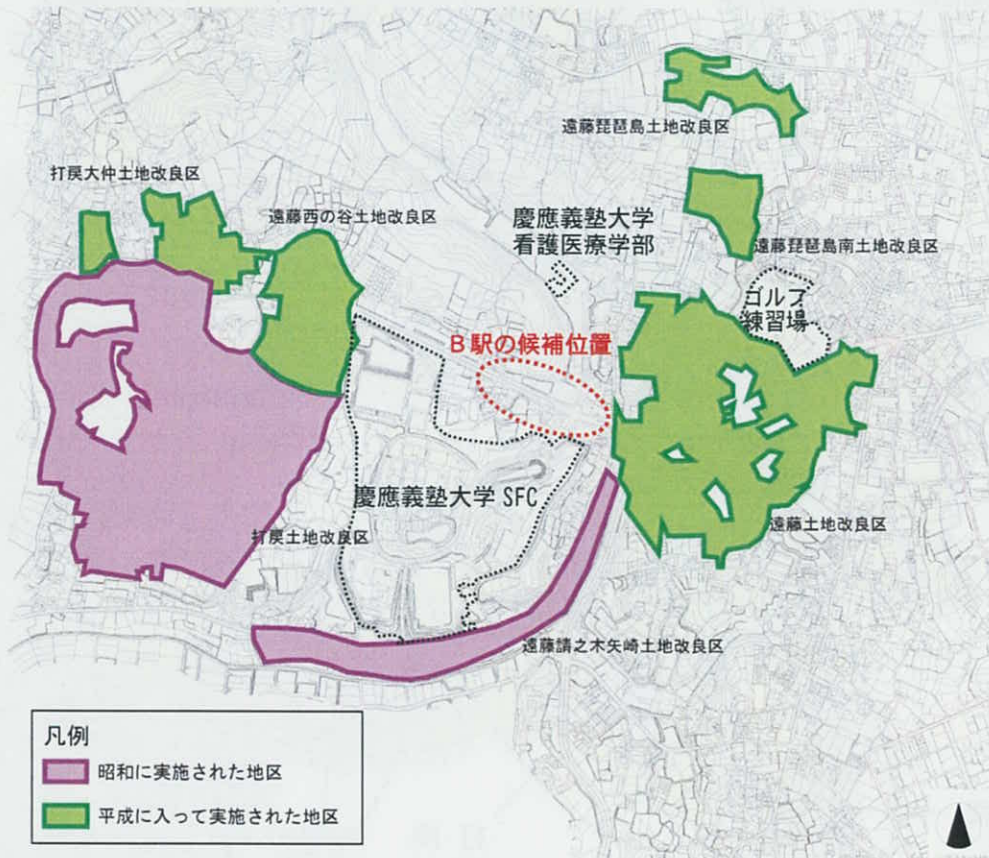 遠藤琵琶島土地改良区
打戻大仲土地改良区
遠藤西の谷土地改良区
慶應義塾大学
看護医療学部
遠藤琵琶島南土地改良区
ゴルフ
練習場
B駅の候補位置
慶應義塾大学 SFC
遠藤土地改良区
打戻土地改良区
遠藤請之木矢崎土地改良区
凡例
昭和に実施された地区
平成に入って実施された地区